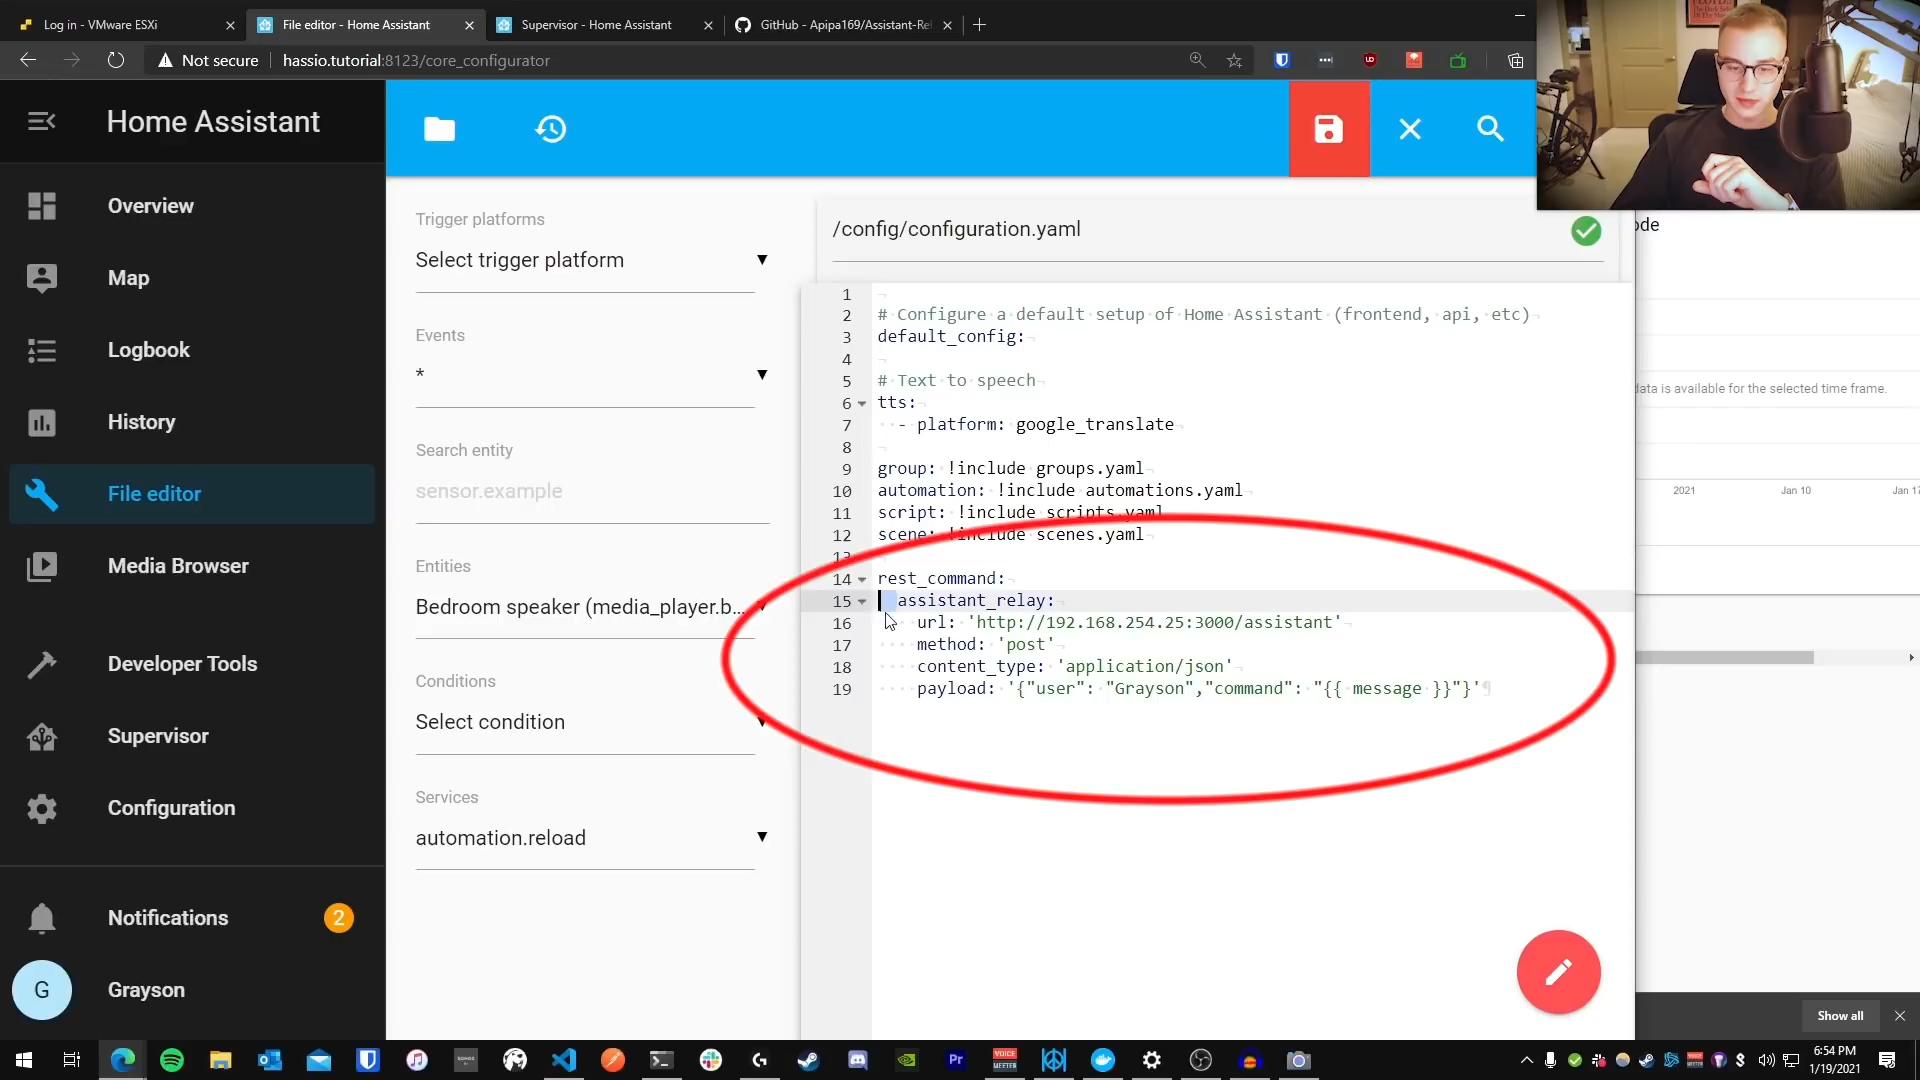 Log in - VMware ESXi
File editor - Home Assistant
Supervisor - Home Assistant
GitHub - Apipa169/Assistant-Rel
Not secure
hassio.tutorial:8123/core_configurator
Home Assistant
Overview
Map
Logbook
History
File editor
Media Browser
Developer Tools
Supervisor
Configuration
Notifications
2
G
Grayson
Trigger platforms
Select trigger platform
Events
*
Search entity
sensor.example
Entities
Bedroom speaker (media_player.b...
Conditions
Select condition
Services
automation.reload
/config/configuration.yaml
1
2 # Configure a default setup of Home Assistant (frontend, api, etc)
3 default_config:
4
5 # Text to speech
6 tts:
7   - platform: google_translate
8
9 group: !include groups.yaml
10 automation: !include automations.yaml
11 script: !include scripts.yaml
12 scene: !include scenes.yaml
13
14 rest_command:
15   assistant_relay:
16     url: 'http://192.168.254.25:3000/assistant'
17     method: 'post'
18     content_type: 'application/json'
19     payload: '{"user": "Grayson","command": "{{ message }}"}'
ode
data is available for the selected time frame.
2021
Jan 10
Jan 17
Show all
6:54 PM
1/19/2021